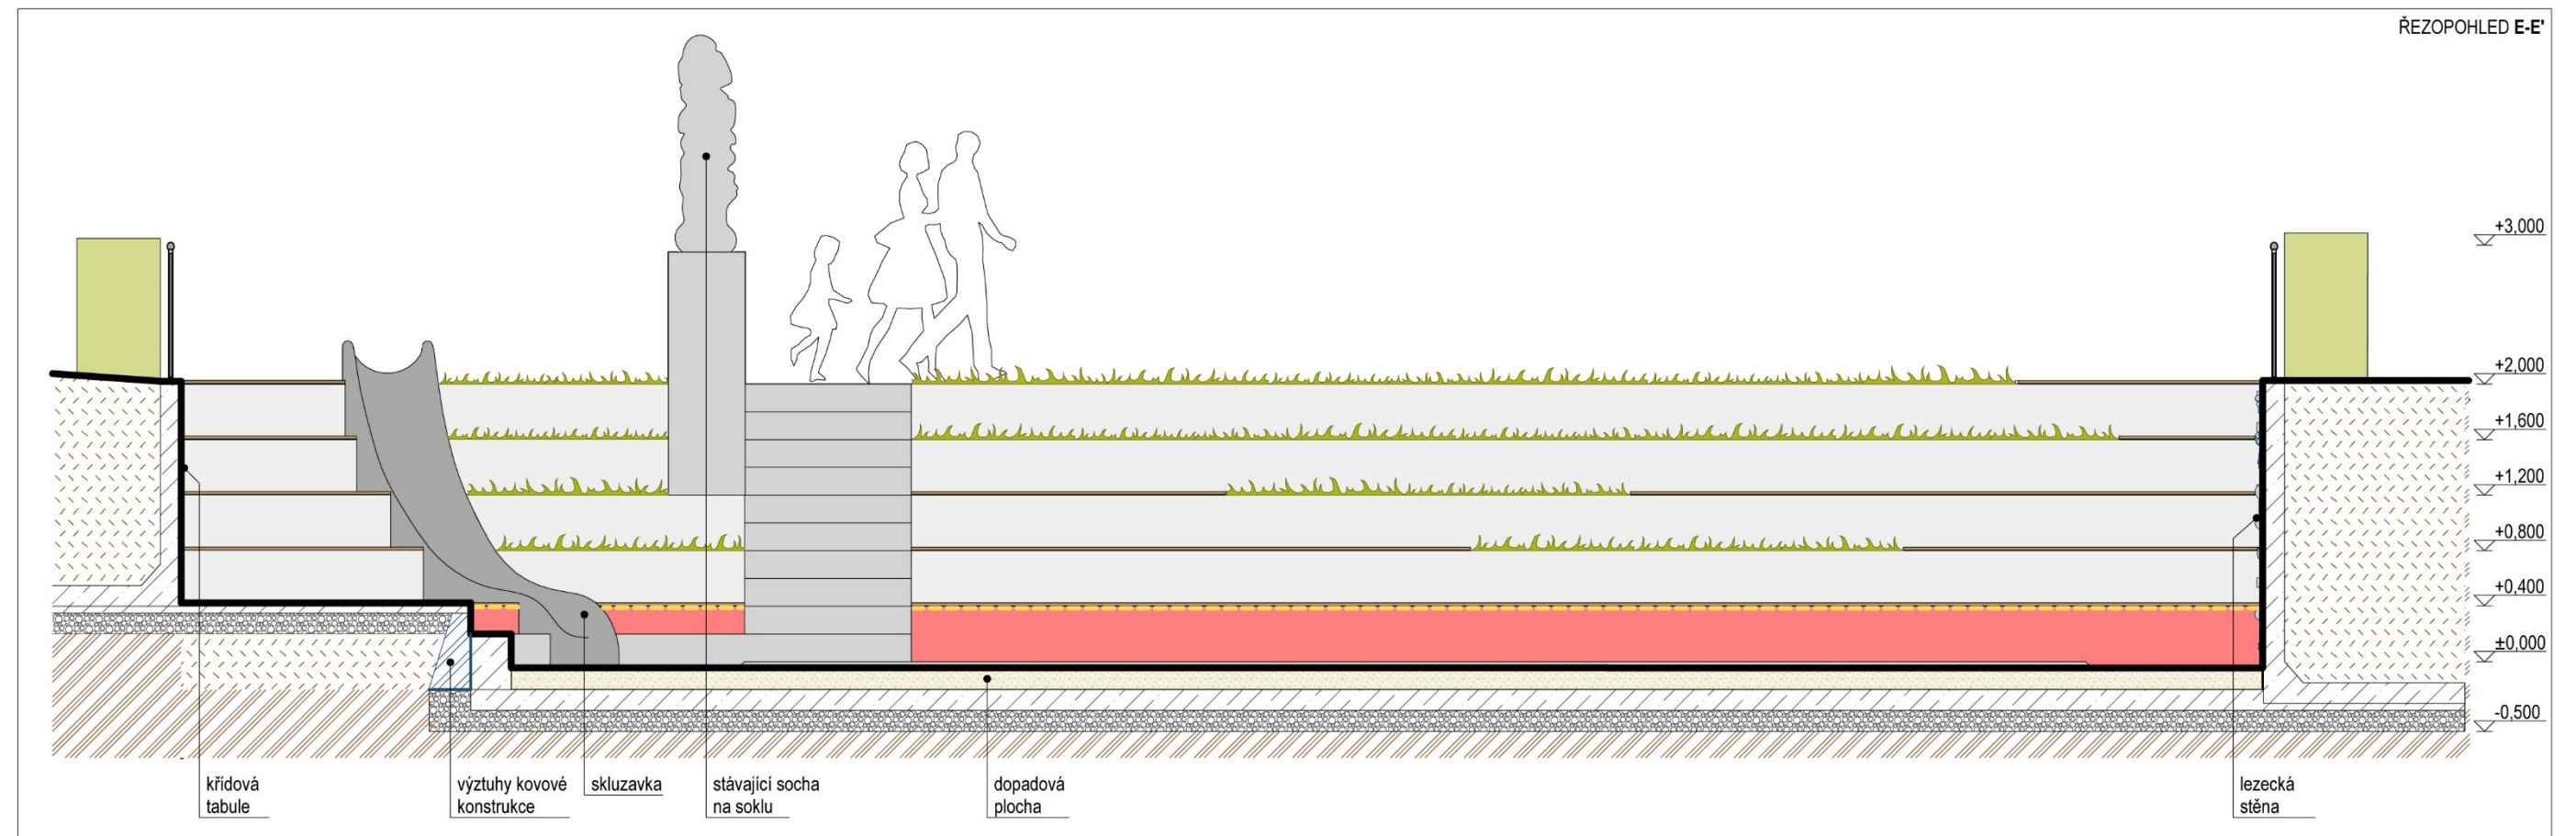 ŘEZOPOHLED E-E'
+3,000
+2,000
+1,600
+1,200
+0,800
+0,400
±0,000
-0,500
křídová
tabule
výztuhy kovové
konstrukce
skluzavka
stávající socha
na soklu
dopadová
plocha
lezecká
stěna